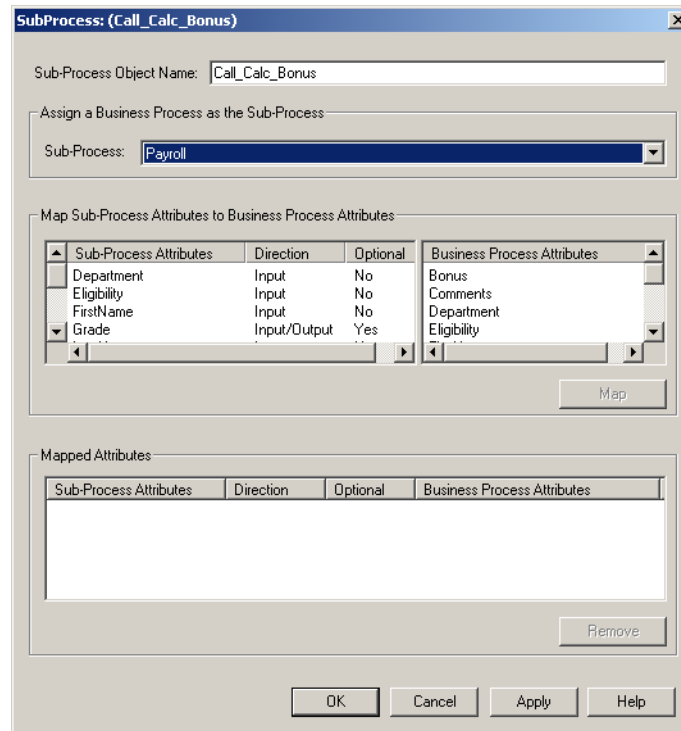 SubProcess: (Call_Calc_Bonus)
Sub-Process Object Name: Call_Calc_Bonus
Assign a Business Process as the Sub-Process
Sub-Process: Payroll
Map Sub-Process Attributes to Business Process Attributes
Sub-Process Attributes Direction Optional Business Process Attributes
Department Input No Bonus
Eligibility Input No Comments
FirstName Input No Department
Grade Input/Output Yes Eligibility
Map
Mapped Attributes
Sub-Process Attributes Direction Optional Business Process Attributes
Remove
OK Cancel Apply Help